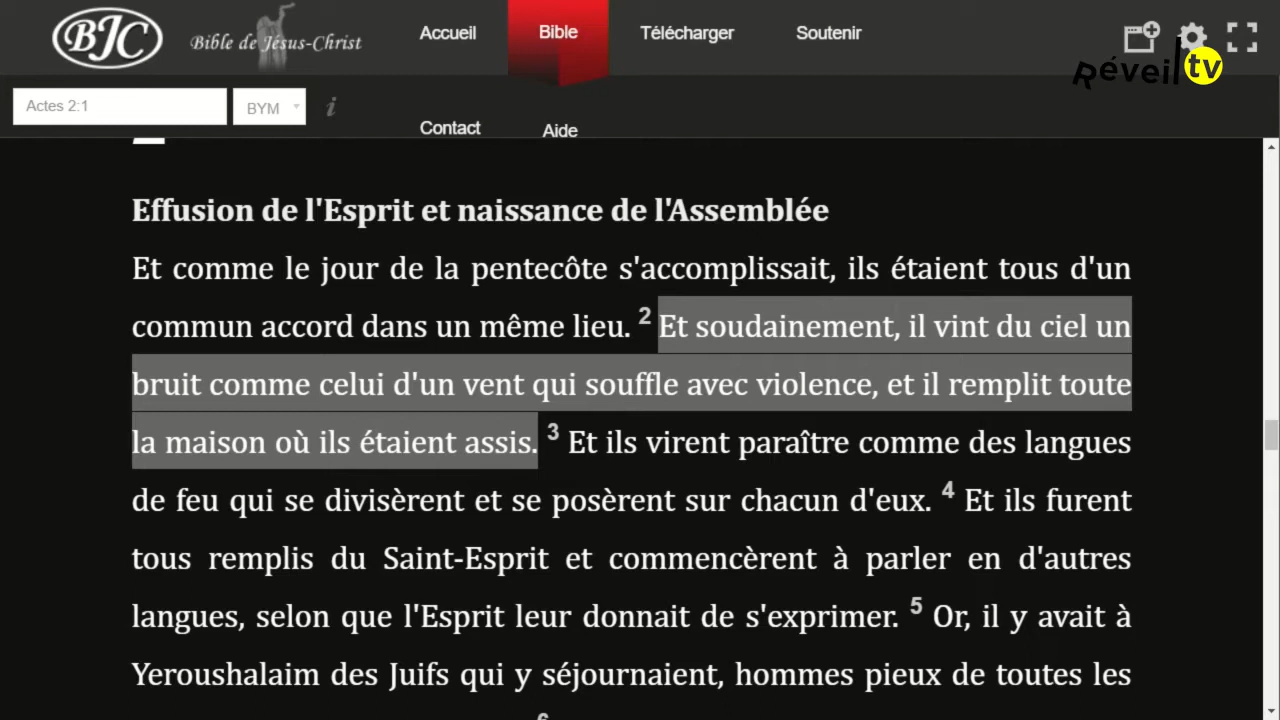 BJC
Bible de Jésus-Christ
Accueil
Bible
Télécharger
Soutenir
Réveil tv
Actes 2:1
BYM
i
Contact
Aide
Effusion de l'Esprit et naissance de l'Assemblée
Et comme le jour de la pentecôte s'accomplissait, ils étaient tous d'un
commun accord dans un même lieu. 2 Et soudainement, il vint du ciel un
bruit comme celui d'un vent qui souffle avec violence, et il remplit toute
la maison où ils étaient assis. 3 Et ils virent paraître comme des langues
de feu qui se divisèrent et se posèrent sur chacun d'eux. 4 Et ils furent
tous remplis du Saint-Esprit et commencèrent à parler en d'autres
langues, selon que l'Esprit leur donnait de s'exprimer. 5 Or, il y avait à
Yeroushalaim des Juifs qui y séjournaient, hommes pieux de toutes les
6